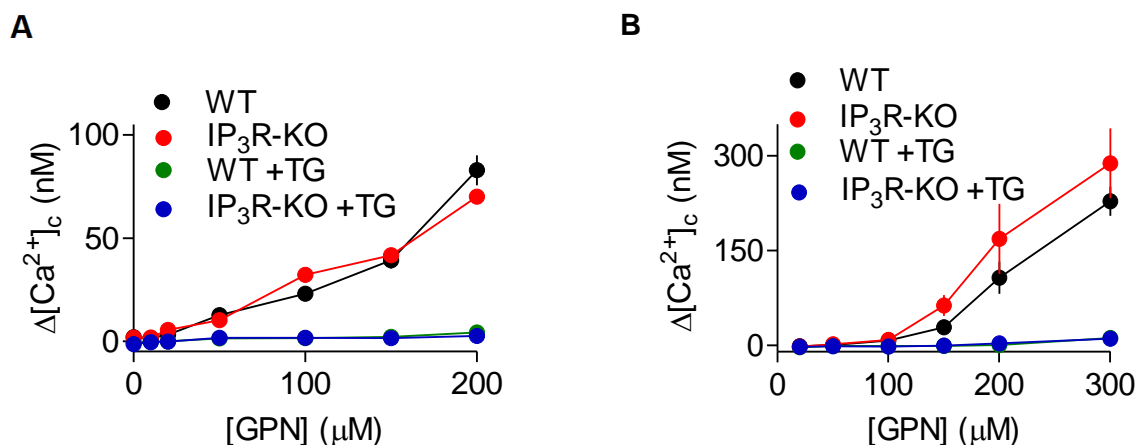 A
WT
IP₃R-KO
WT +TG
IP₃R-KO +TG
Δ[Ca²⁺]c (nM)
100
50
0
0 100 200
[GPN] (μM)
B
WT
IP₃R-KO
WT +TG
IP₃R-KO +TG
Δ[Ca²⁺]c (nM)
300
150
0
0 100 200 300
[GPN] (μM)